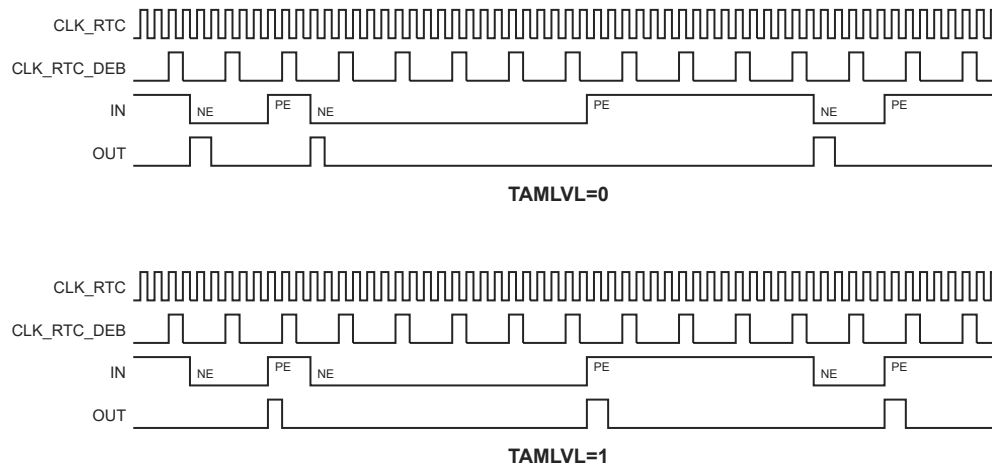 CLK_RTC
CLK_RTC_DEB
IN NE PE NE PE NE PE
OUT
TAMLVL=0
CLK_RTC
CLK_RTC_DEB
IN NE PE NE PE NE PE
OUT
TAMLVL=1